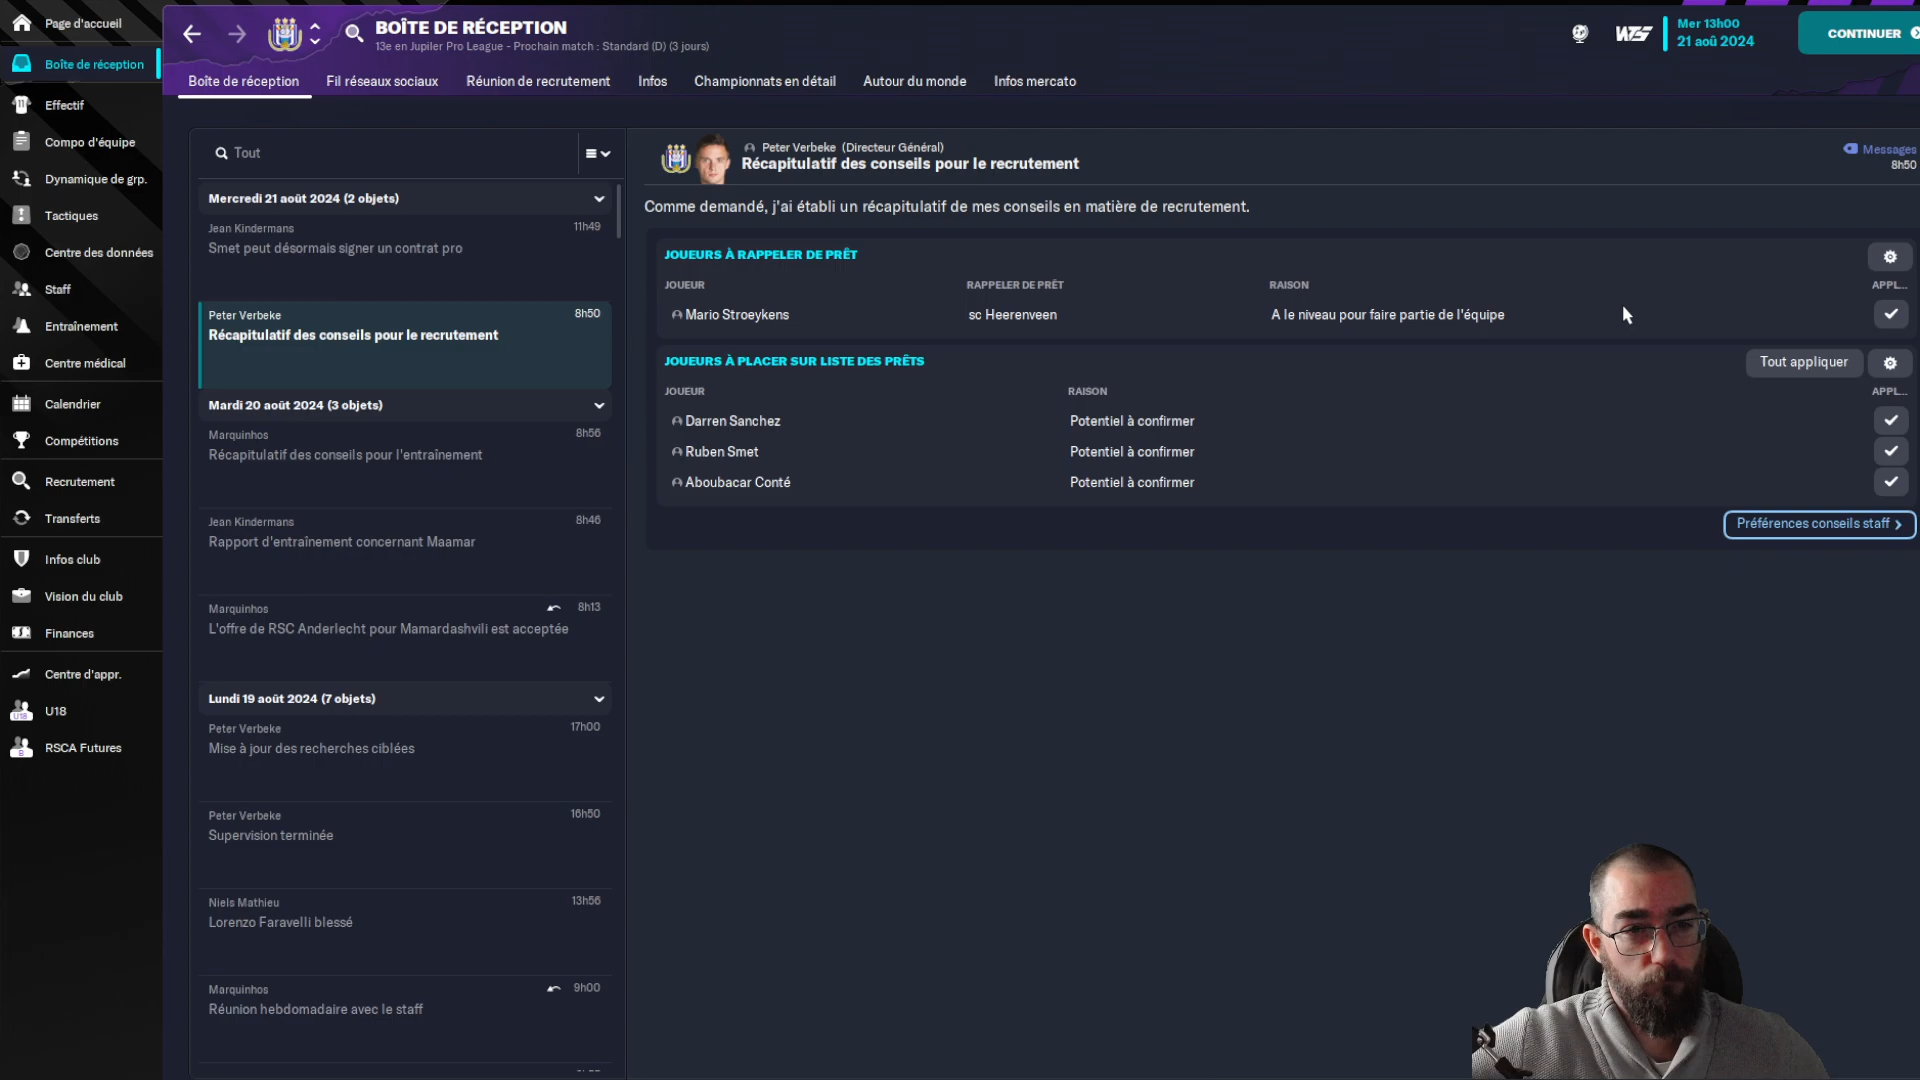 Page d'accueil
Boîte de réception
Effectif
Compo d'équipe
Dynamique de grp.
Tactiques
Centre des données
Staff
Entraînement
Centre médical
Calendrier
Compétitions
Recrutement
Transferts
Infos club
Vision du club
Finances
Centre d'appr.
U18
RSCA Futures
BOÎTE DE RÉCEPTION
13e en Jupiler Pro League - Prochain match : Standard (D) (3 jours)
Mer 13h00
21 aoû 2024
CONTINUER
Boîte de réception
Fil réseaux sociaux
Réunion de recrutement
Infos
Championnats en détail
Autour du monde
Infos mercato
Tout
Mercredi 21 août 2024 (2 objets)
Jean Kindermans 11h49
Smet peut désormais signer un contrat pro
Peter Verbeke 8h50
Récapitulatif des conseils pour le recrutement
Mardi 20 août 2024 (3 objets)
Marquinhos 8h56
Récapitulatif des conseils pour l'entraînement
Jean Kindermans 8h46
Rapport d'entraînement concernant Maamar
Marquinhos 8h13
L'offre de RSC Anderlecht pour Mamardashvili est acceptée
Lundi 19 août 2024 (7 objets)
Peter Verbeke 17h00
Mise à jour des recherches ciblées
Peter Verbeke 16h50
Supervision terminée
Niels Mathieu 13h56
Lorenzo Faravelli blessé
Marquinhos 9h00
Réunion hebdomadaire avec le staff
Peter Verbeke (Directeur Général)
Récapitulatif des conseils pour le recrutement
Messages
8h50
Comme demandé, j'ai établi un récapitulatif de mes conseils en matière de recrutement.
JOUEURS À RAPPELER DE PRÊT
JOUEUR RAPPELER DE PRÊT RAISON APPL...
Mario Stroeykens sc Heerenveen A le niveau pour faire partie de l'équipe
JOUEURS À PLACER SUR LISTE DES PRÊTS Tout appliquer
JOUEUR RAISON APPL...
Darren Sanchez Potentiel à confirmer
Ruben Smet Potentiel à confirmer
Aboubacar Conté Potentiel à confirmer
Préférences conseils staff